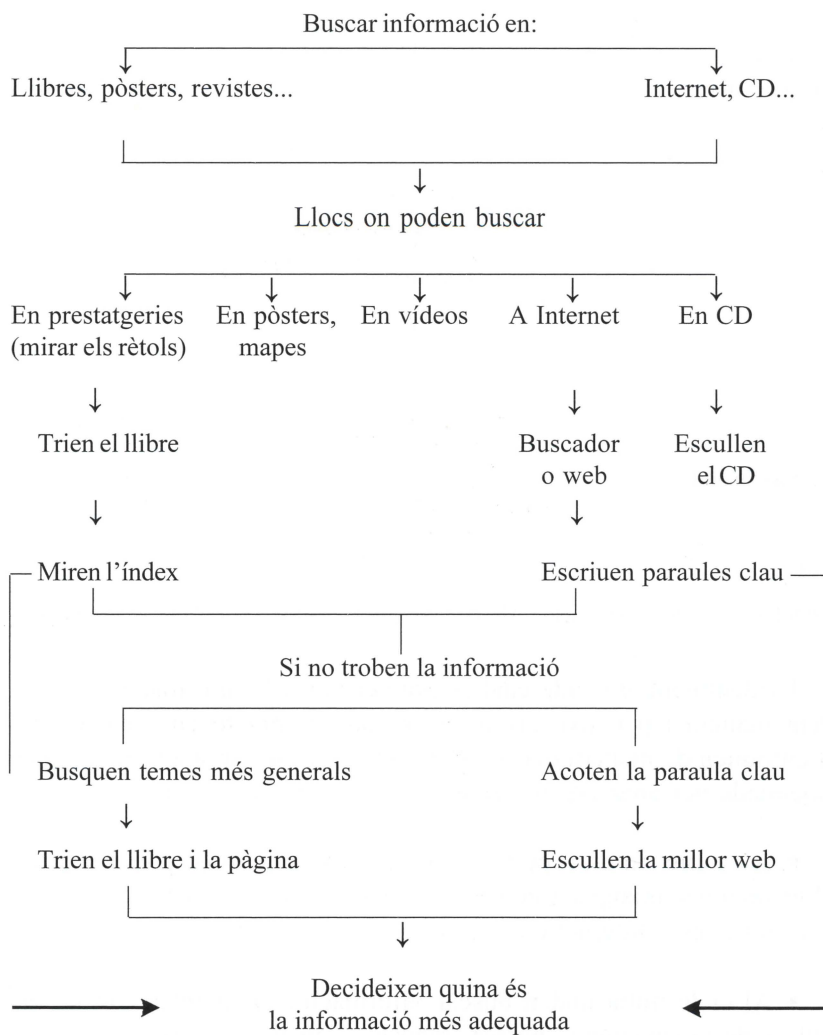 Buscar informació en:
Llibres, pòsters, revistes...
Internet, CD...
Llocs on poden buscar
En prestatgeries
(mirar els rètols)
En pòsters,
mapes
En vídeos
A Internet
En CD
Trien el llibre
Buscador
o web
Escullen
el CD
Miren l’índex
Escriuen paraules clau
Si no troben la informació
Busquen temes més generals
Acoten la paraula clau
Trien el llibre i la pàgina
Escullen la millor web
Decideixen quina és
la informació més adequada